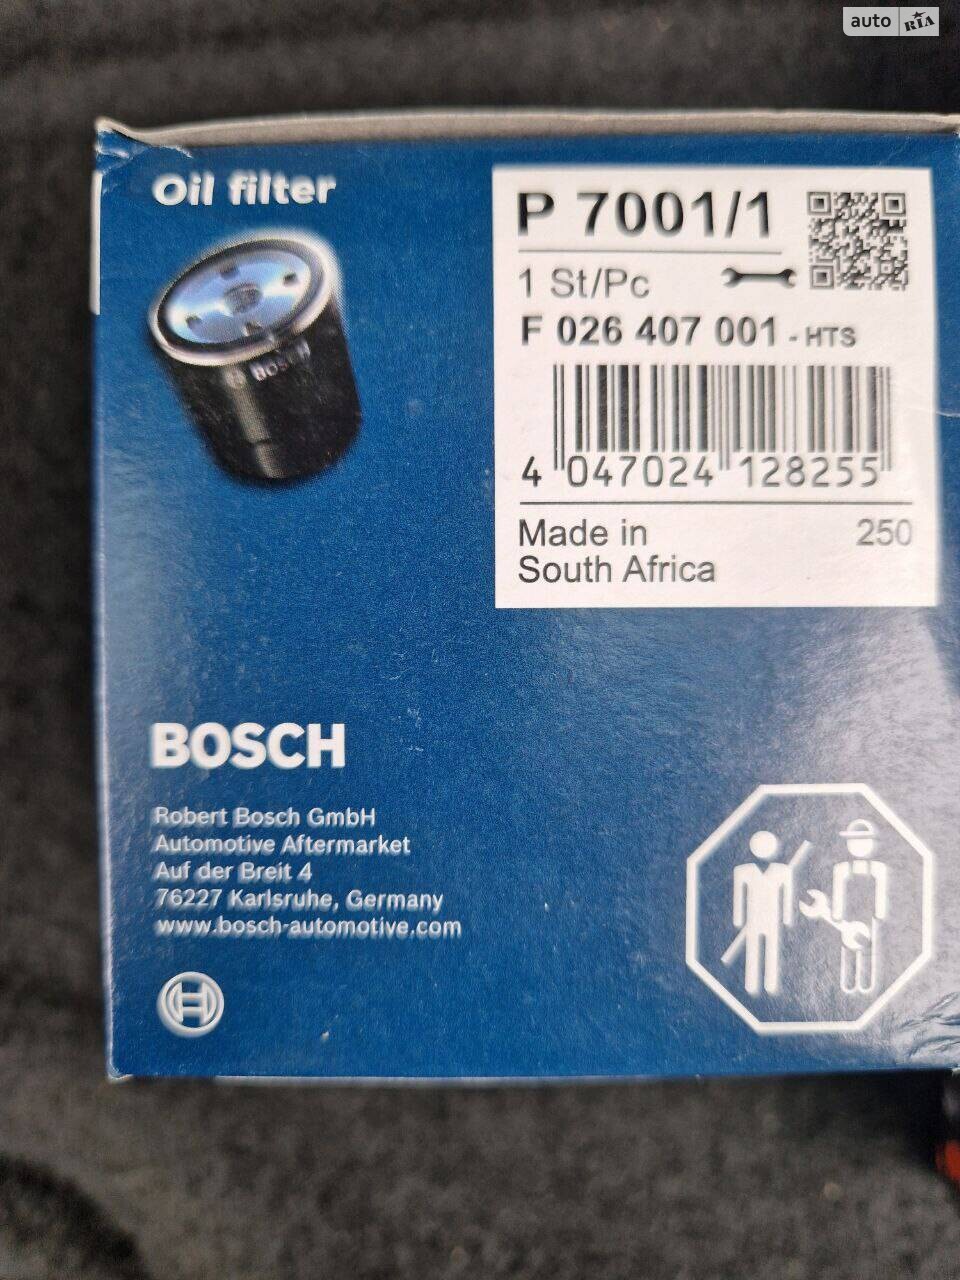 auto RIA
Oil filter
P 7001/1
1 St/Pc
F 026 407 001 - HTS
BOSCH
4 047024 128255
Made in 250
South Africa
BOSCH
Robert Bosch GmbH
Automotive Aftermarket
Auf der Breit 4
76227 Karlsruhe, Germany
www.bosch-automotive.com